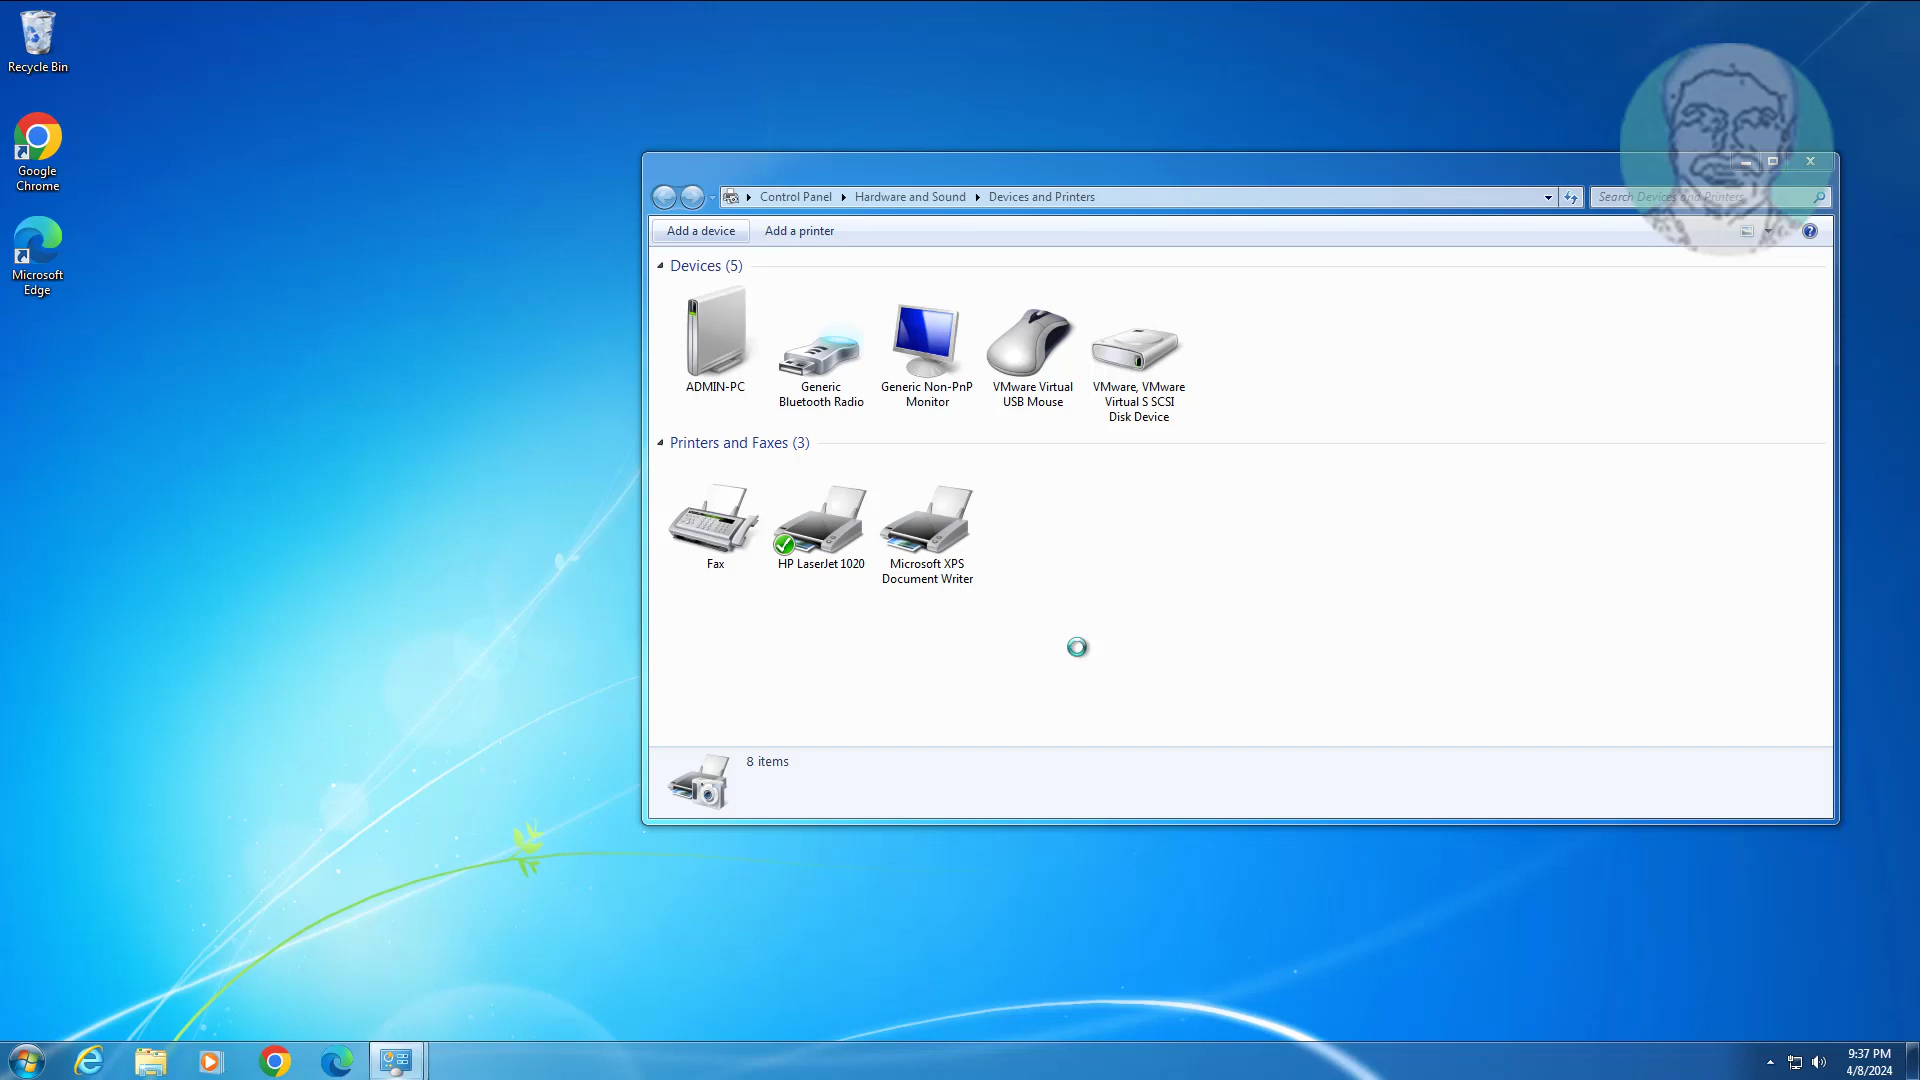 Recycle Bin
Google
Chrome
Microsoft
Edge
Control Panel
Hardware and Sound
Devices and Printers
Search Devices and Printers
Add a device
Add a printer
Devices (5)
ADMIN-PC
Generic
Bluetooth Radio
Generic Non-PnP
Monitor
VMware Virtual
USB Mouse
VMware, VMware
Virtual S SCSI
Disk Device
Printers and Faxes (3)
Fax
HP LaserJet 1020
Microsoft XPS
Document Writer
8 items
9:37 PM
4/8/2024